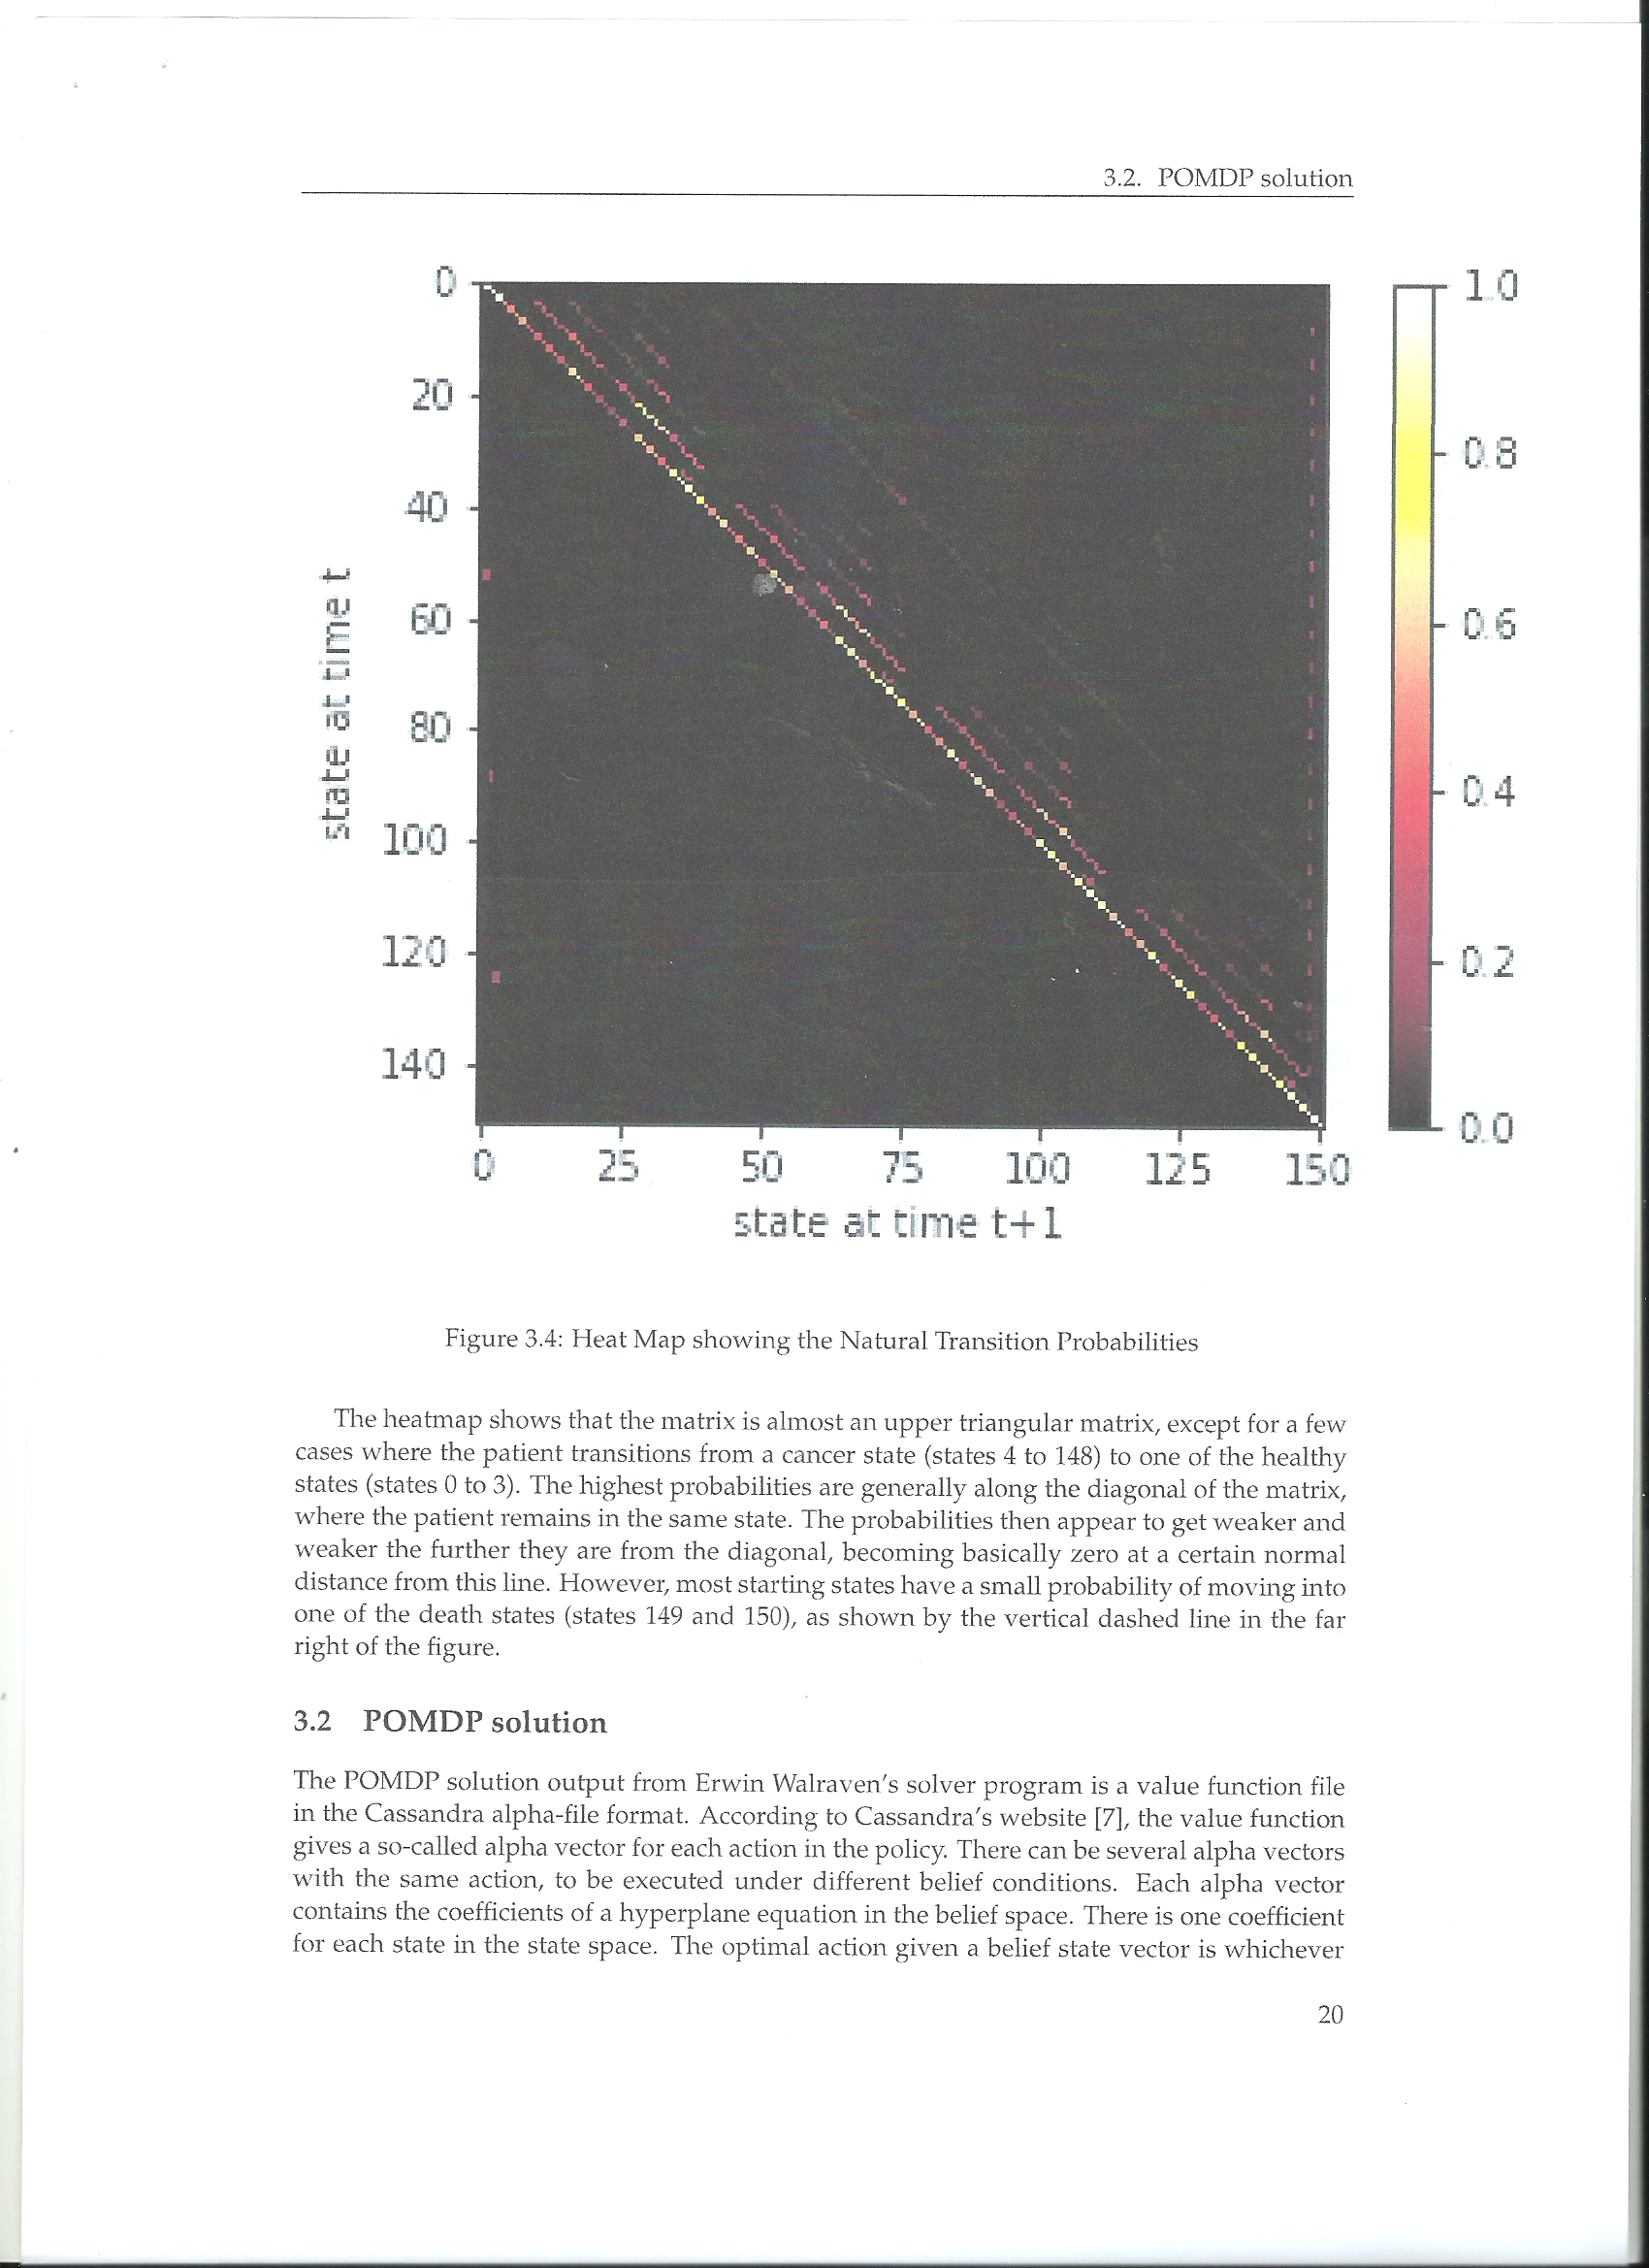 3.2. POMDP solution
0
20
40
60
80
100
120
140
state at time t
0 25 50 75 100 125 150
state at time t+1
1.0
0.8
0.6
0.4
0.2
0.0
Figure 3.4: Heat Map showing the Natural Transition Probabilities
The heatmap shows that the matrix is almost an upper triangular matrix, except for a few
cases where the patient transitions from a cancer state (states 4 to 148) to one of the healthy
states (states 0 to 3). The highest probabilities are generally along the diagonal of the matrix,
where the patient remains in the same state. The probabilities then appear to get weaker and
weaker the further they are from the diagonal, becoming basically zero at a certain normal
distance from this line. However, most starting states have a small probability of moving into
one of the death states (states 149 and 150), as shown by the vertical dashed line in the far
right of the figure.
3.2 POMDP solution
The POMDP solution output from Erwin Walraven's solver program is a value function file
in the Cassandra alpha-file format. According to Cassandra's website [7], the value function
gives a so-called alpha vector for each action in the policy. There can be several alpha vectors
with the same action, to be executed under different belief conditions. Each alpha vector
contains the coefficients of a hyperplane equation in the belief space. There is one coefficient
for each state in the state space. The optimal action given a belief state vector is whichever
20